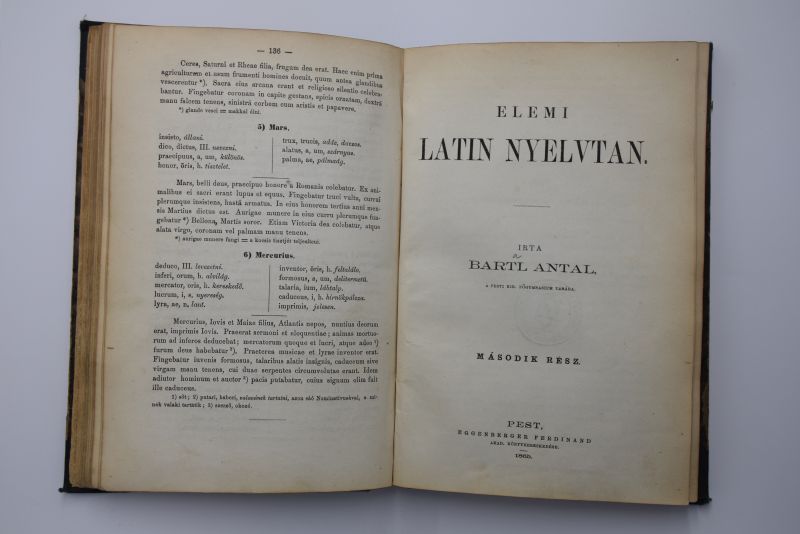 — 136 —
Ceres, Saturni et Rheae filia, frugum dea erat. Haec enim prima
agriculturam et usum frumenti homines docuit, quum antea glandibus
vescerentur *). Sacra eius arcana erant et religioso silentio celebra-
bantur. Fingebatur coronam in capite gestans, spicis ornatam, dextrâ
manu falcem tenens, sinistrâ corbem cum aristis et papavere.
*) glande vesci = makkal élni.
5) Mars.
insisto, állani.
dico, dictus, III. nevezni.
praecipuus, a, um, különös.
honor, ōris, h. tisztelet.
trux, trucis, vad, daczos.
alatus, a, um, szárnyas.
palma, ae, pálmaág.
Mars, belli deus, praecipuo honore a Romanis colebatur. Ex ani-
malibus ei sacri erant lupus et equus. Fingebatur truci vultu, currui
plerumque insistens, hastâ armatus. In eius honorem tertius anni men-
sis Martius dictus est. Aurigae munere in eius curru plerumque fun-
gebatur *) Bellona, Martis soror. Etiam Victoria dea colebatur, atque
alata virgo, coronam vel palmam manu tenens.
*) aurigae munere fungi = a kocsis tisztjét teljesíteni.
6) Mercurius.
deduco, III. levezetni.
inferi, orum, h. alvilág.
mercator, oris, h. kereskedő.
lucrum, i, s. nyereség.
lyra, ae, n. lant.
inventor, ōris, h. feltaláló.
formosus, a, um, délitermetű.
talaria, ium, lábtalp.
caduceus, i, h. hírnökpálcza.
imprimis, jelesen.
Mercurius, Iovis et Maiae filius, Atlantis nepos, nuntius deorum
erat, imprimis Iovis. Praeerat sermoni et eloquentiae; animas mortuo-
rum ad inferos deducebat; mercatorum quoque et lucri, atque adeo ¹)
furum deus habebatur ²). Praeterea musicae et lyrae inventor erat.
Fingebatur iuvenis formosus, talaribus alatis insignis, caduceum sive
virgam manu tenens, cui duae serpentes circumvolutae erant. Idem
adiutor hominum et auctor ³) pacis putabatur, cuius signum olim fait
ille caduceus.
1) sőt; 2) putari, haberi, valaminek tartatni, azon elő Nominativusával, a mi-
nek valaki tartatik; 3) szerző, okozó.
ELEMI
LATIN NYELVTAN.
IRTA
BARTL ANTAL,
A PESTI KIR. FŐGYMNASIUM TANÁRA.
MÁSODIK RÉSZ.
PEST,
EGGENBERGER FERDINAND
AKAD. KÖNYVKERESKEDÉSE.
1865.